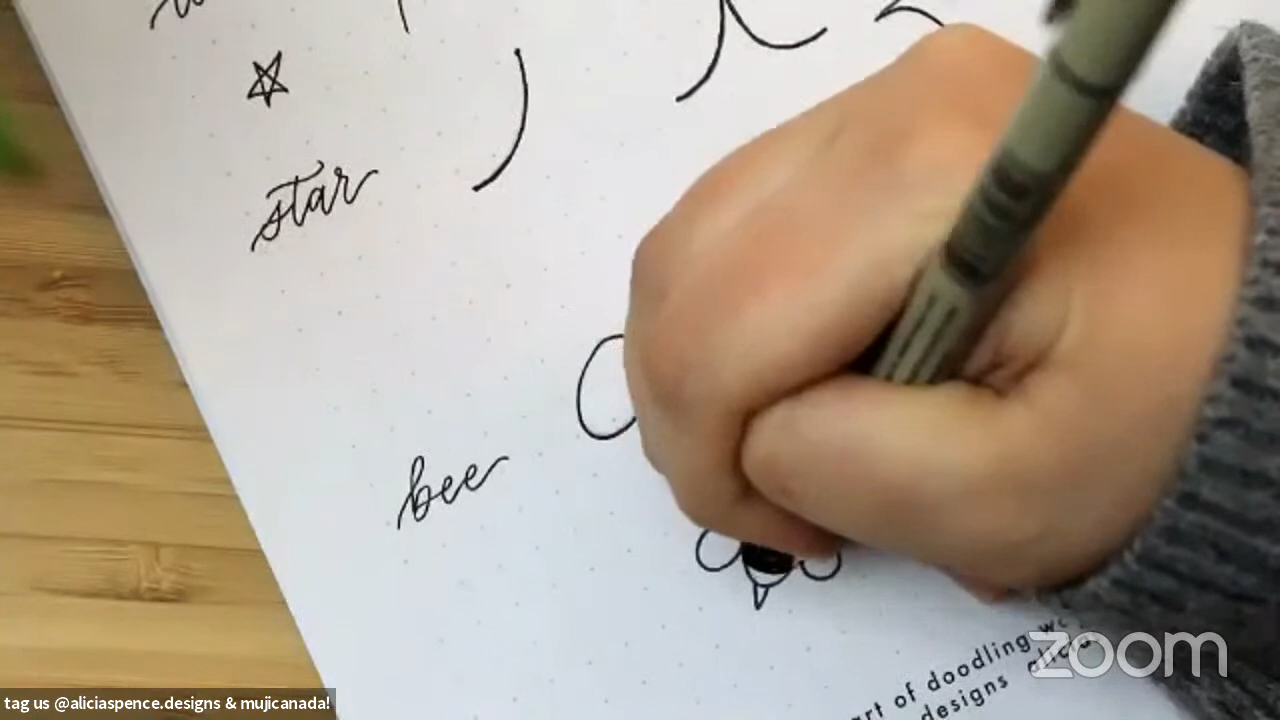 star
bee
art of doodling
designs
zoom
tag us @aliciaspence.designs & mujicanada!